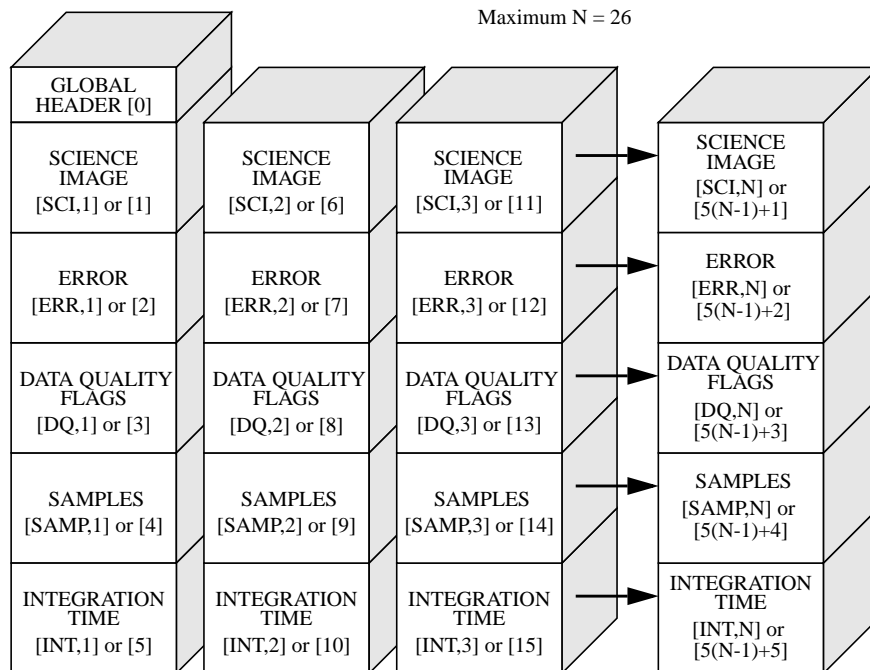 Maximum N = 26
GLOBAL
HEADER [0]
SCIENCE
IMAGE
[SCI,1] or [1]
ERROR
[ERR,1] or [2]
DATA QUALITY
FLAGS
[DQ,1] or [3]
SAMPLES
[SAMP,1] or [4]
INTEGRATION
TIME
[INT,1] or [5]
SCIENCE
IMAGE
[SCI,2] or [6]
ERROR
[ERR,2] or [7]
DATA QUALITY
FLAGS
[DQ,2] or [8]
SAMPLES
[SAMP,2] or [9]
INTEGRATION
TIME
[INT,2] or [10]
SCIENCE
IMAGE
[SCI,3] or [11]
ERROR
[ERR,3] or [12]
DATA QUALITY
FLAGS
[DQ,3] or [13]
SAMPLES
[SAMP,3] or [14]
INTEGRATION
TIME
[INT,3] or [15]
SCIENCE
IMAGE
[SCI,N] or
[5(N-1)+1]
ERROR
[ERR,N] or
[5(N-1)+2]
DATA QUALITY
FLAGS
[DQ,N] or
[5(N-1)+3]
SAMPLES
[SAMP,N] or
[5(N-1)+4]
INTEGRATION
TIME
[INT,N] or
[5(N-1)+5]